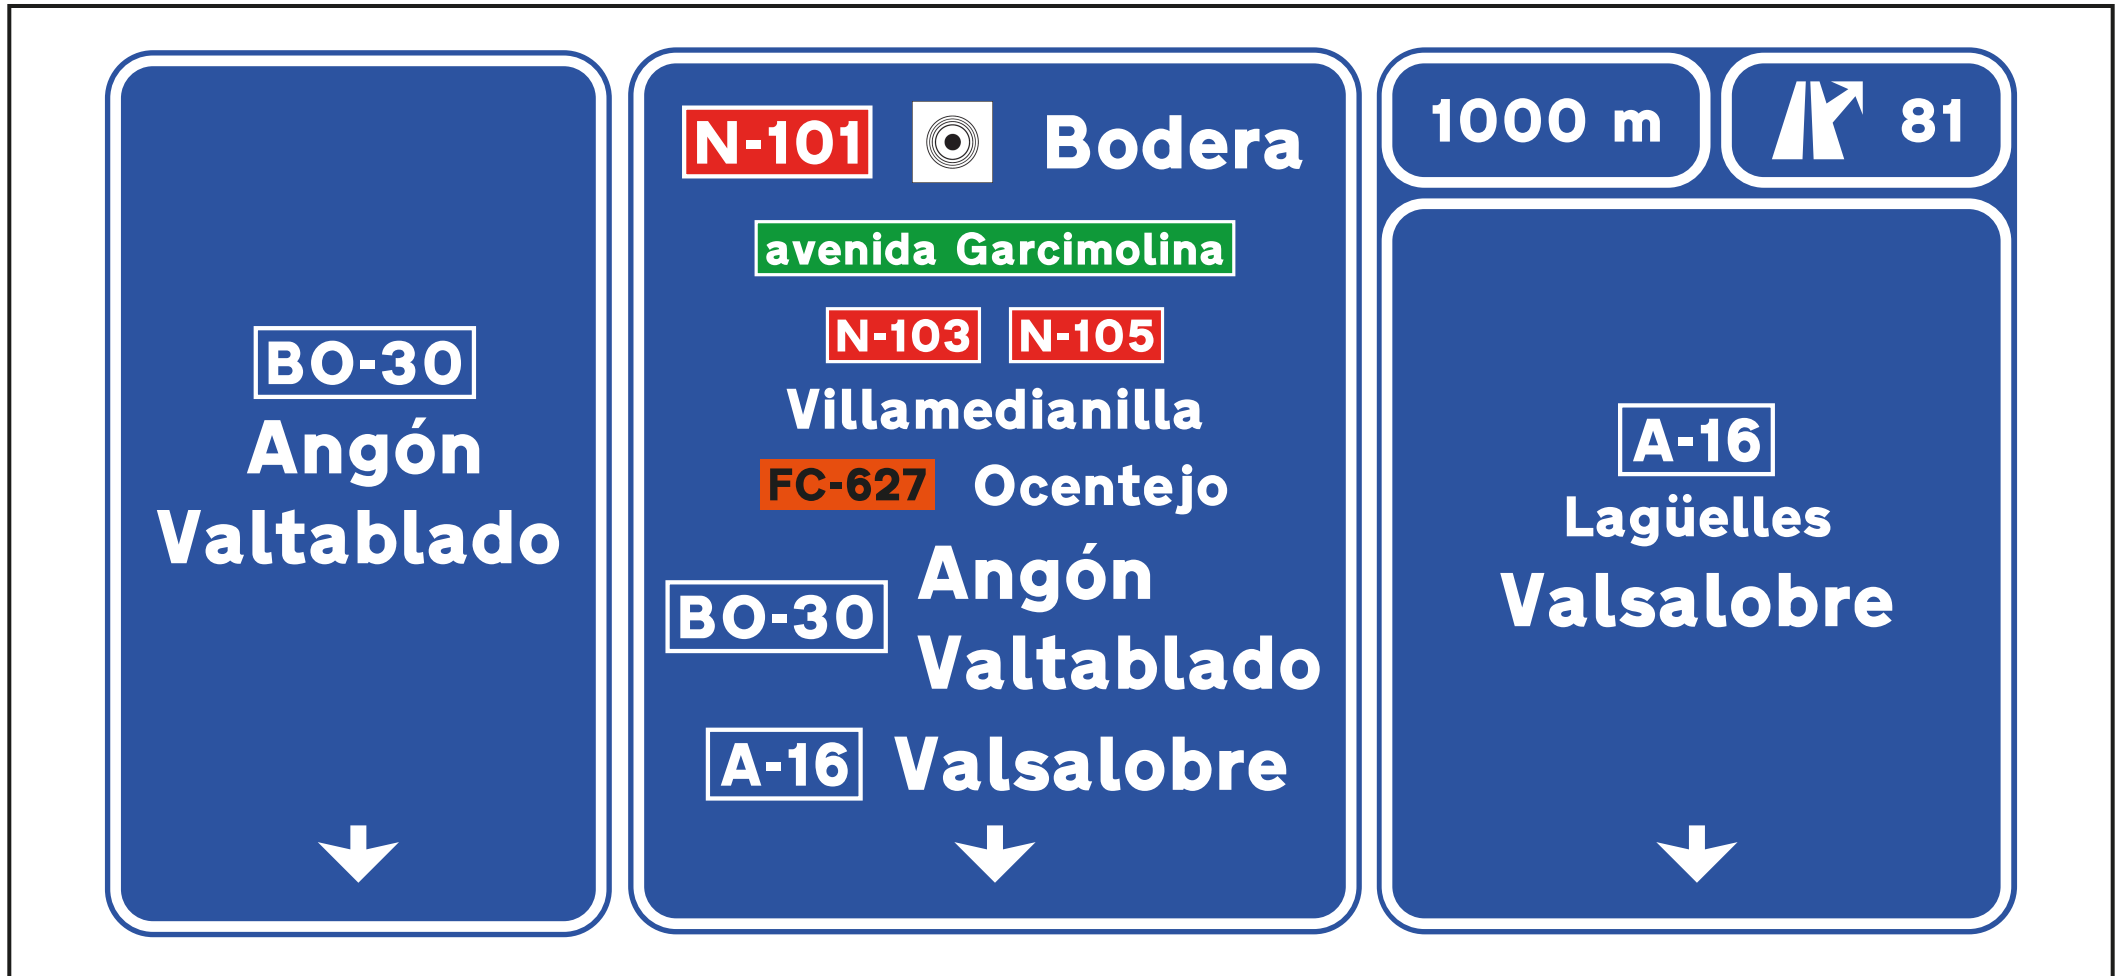 BO-30
Angón
Valtablado
N-101 Bodera
avenida Garcimolina
N-103 N-105
Villamedianilla
FC-627 Ocentejo
BO-30 Angón
Valtablado
A-16 Valsalobre
1000 m 81
A-16
Lagüelles
Valsalobre